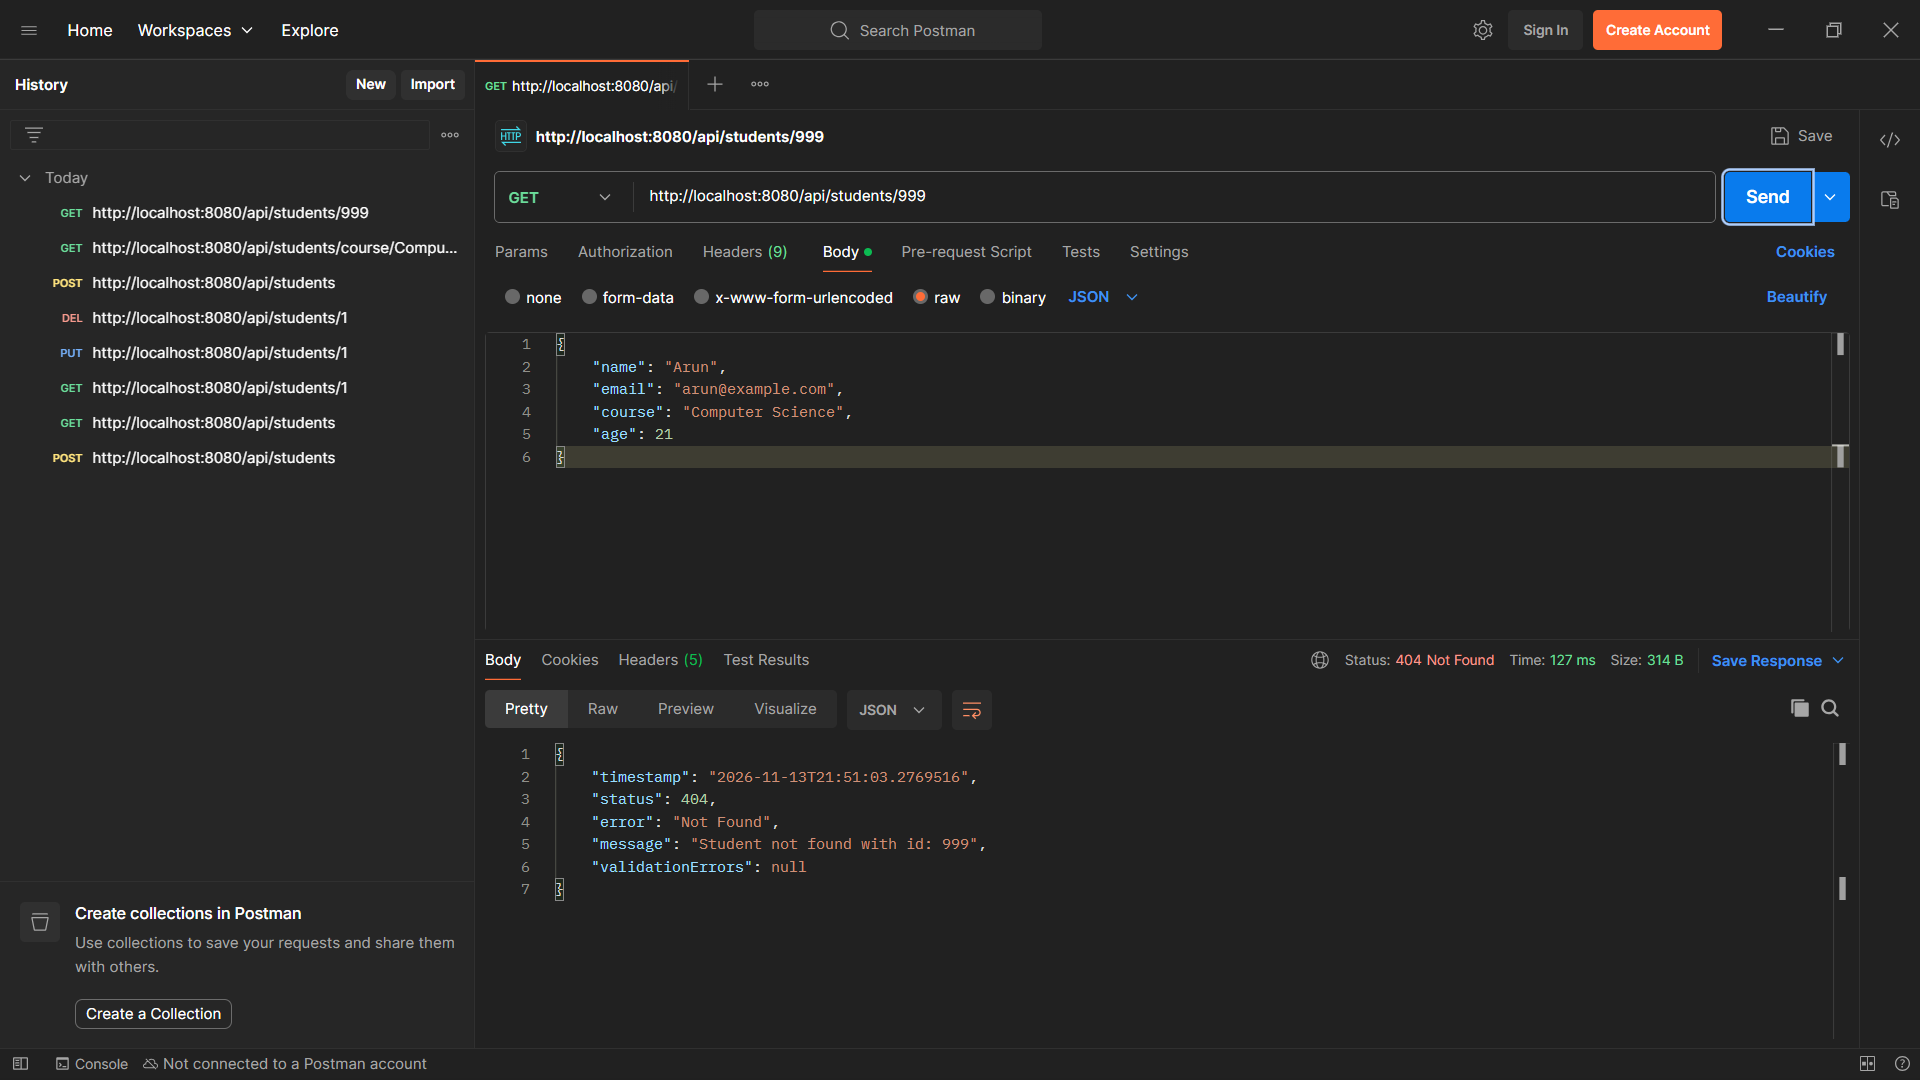 Home Workspaces Explore Search Postman Sign In Create Account
History New Import
GET http://localhost:8080/api/
HTTP http://localhost:8080/api/students/999 Save
Today
GET http://localhost:8080/api/students/999
GET http://localhost:8080/api/students/course/Compu...
POST http://localhost:8080/api/students
DEL http://localhost:8080/api/students/1
PUT http://localhost:8080/api/students/1
GET http://localhost:8080/api/students/1
GET http://localhost:8080/api/students
POST http://localhost:8080/api/students
GET http://localhost:8080/api/students/999 Send
Params Authorization Headers (9) Body Pre-request Script Tests Settings Cookies
none form-data x-www-form-urlencoded raw binary JSON Beautify
1 {
2 "name": "Arun",
3 "email": "arun@example.com",
4 "course": "Computer Science",
5 "age": 21
6 }
Body Cookies Headers (5) Test Results Status: 404 Not Found Time: 127 ms Size: 314 B Save Response
Pretty Raw Preview Visualize JSON
1 {
2 "timestamp": "2026-11-13T21:51:03.2769516",
3 "status": 404,
4 "error": "Not Found",
5 "message": "Student not found with id: 999",
6 "validationErrors": null
7 }
Create collections in Postman
Use collections to save your requests and share them
with others.
Create a Collection
Console Not connected to a Postman account